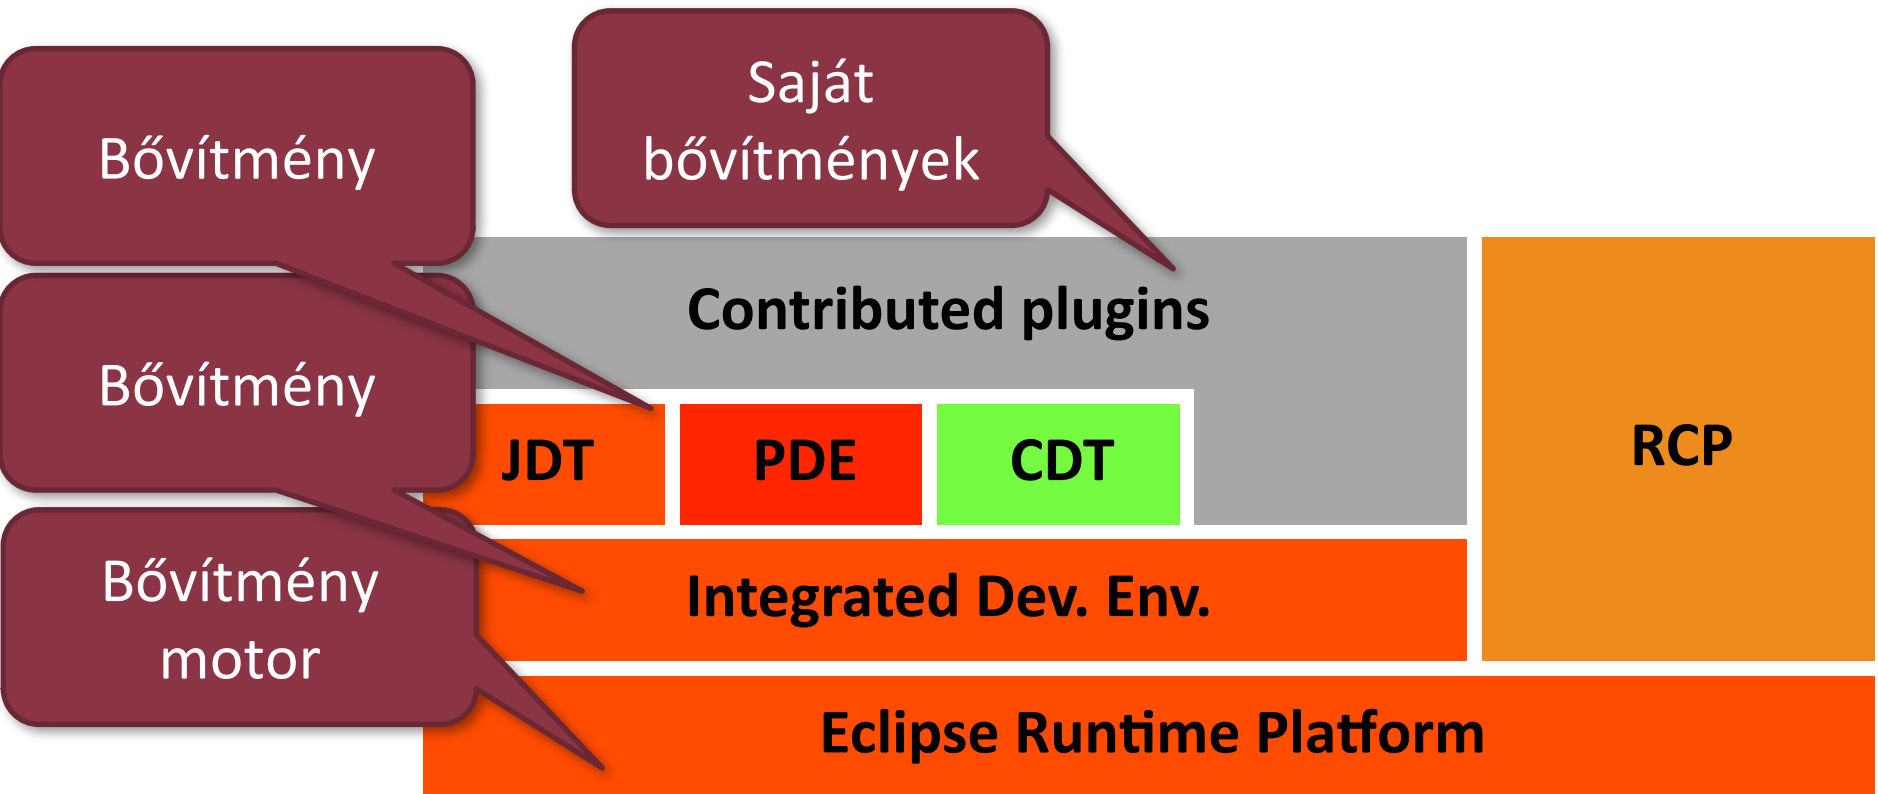 Saját
bővítmények
Bővítmény
Contributed plugins
Bővítmény
JDT
PDE
CDT
RCP
Bővítmény
motor
Integrated Dev. Env.
Eclipse Runtime Platform